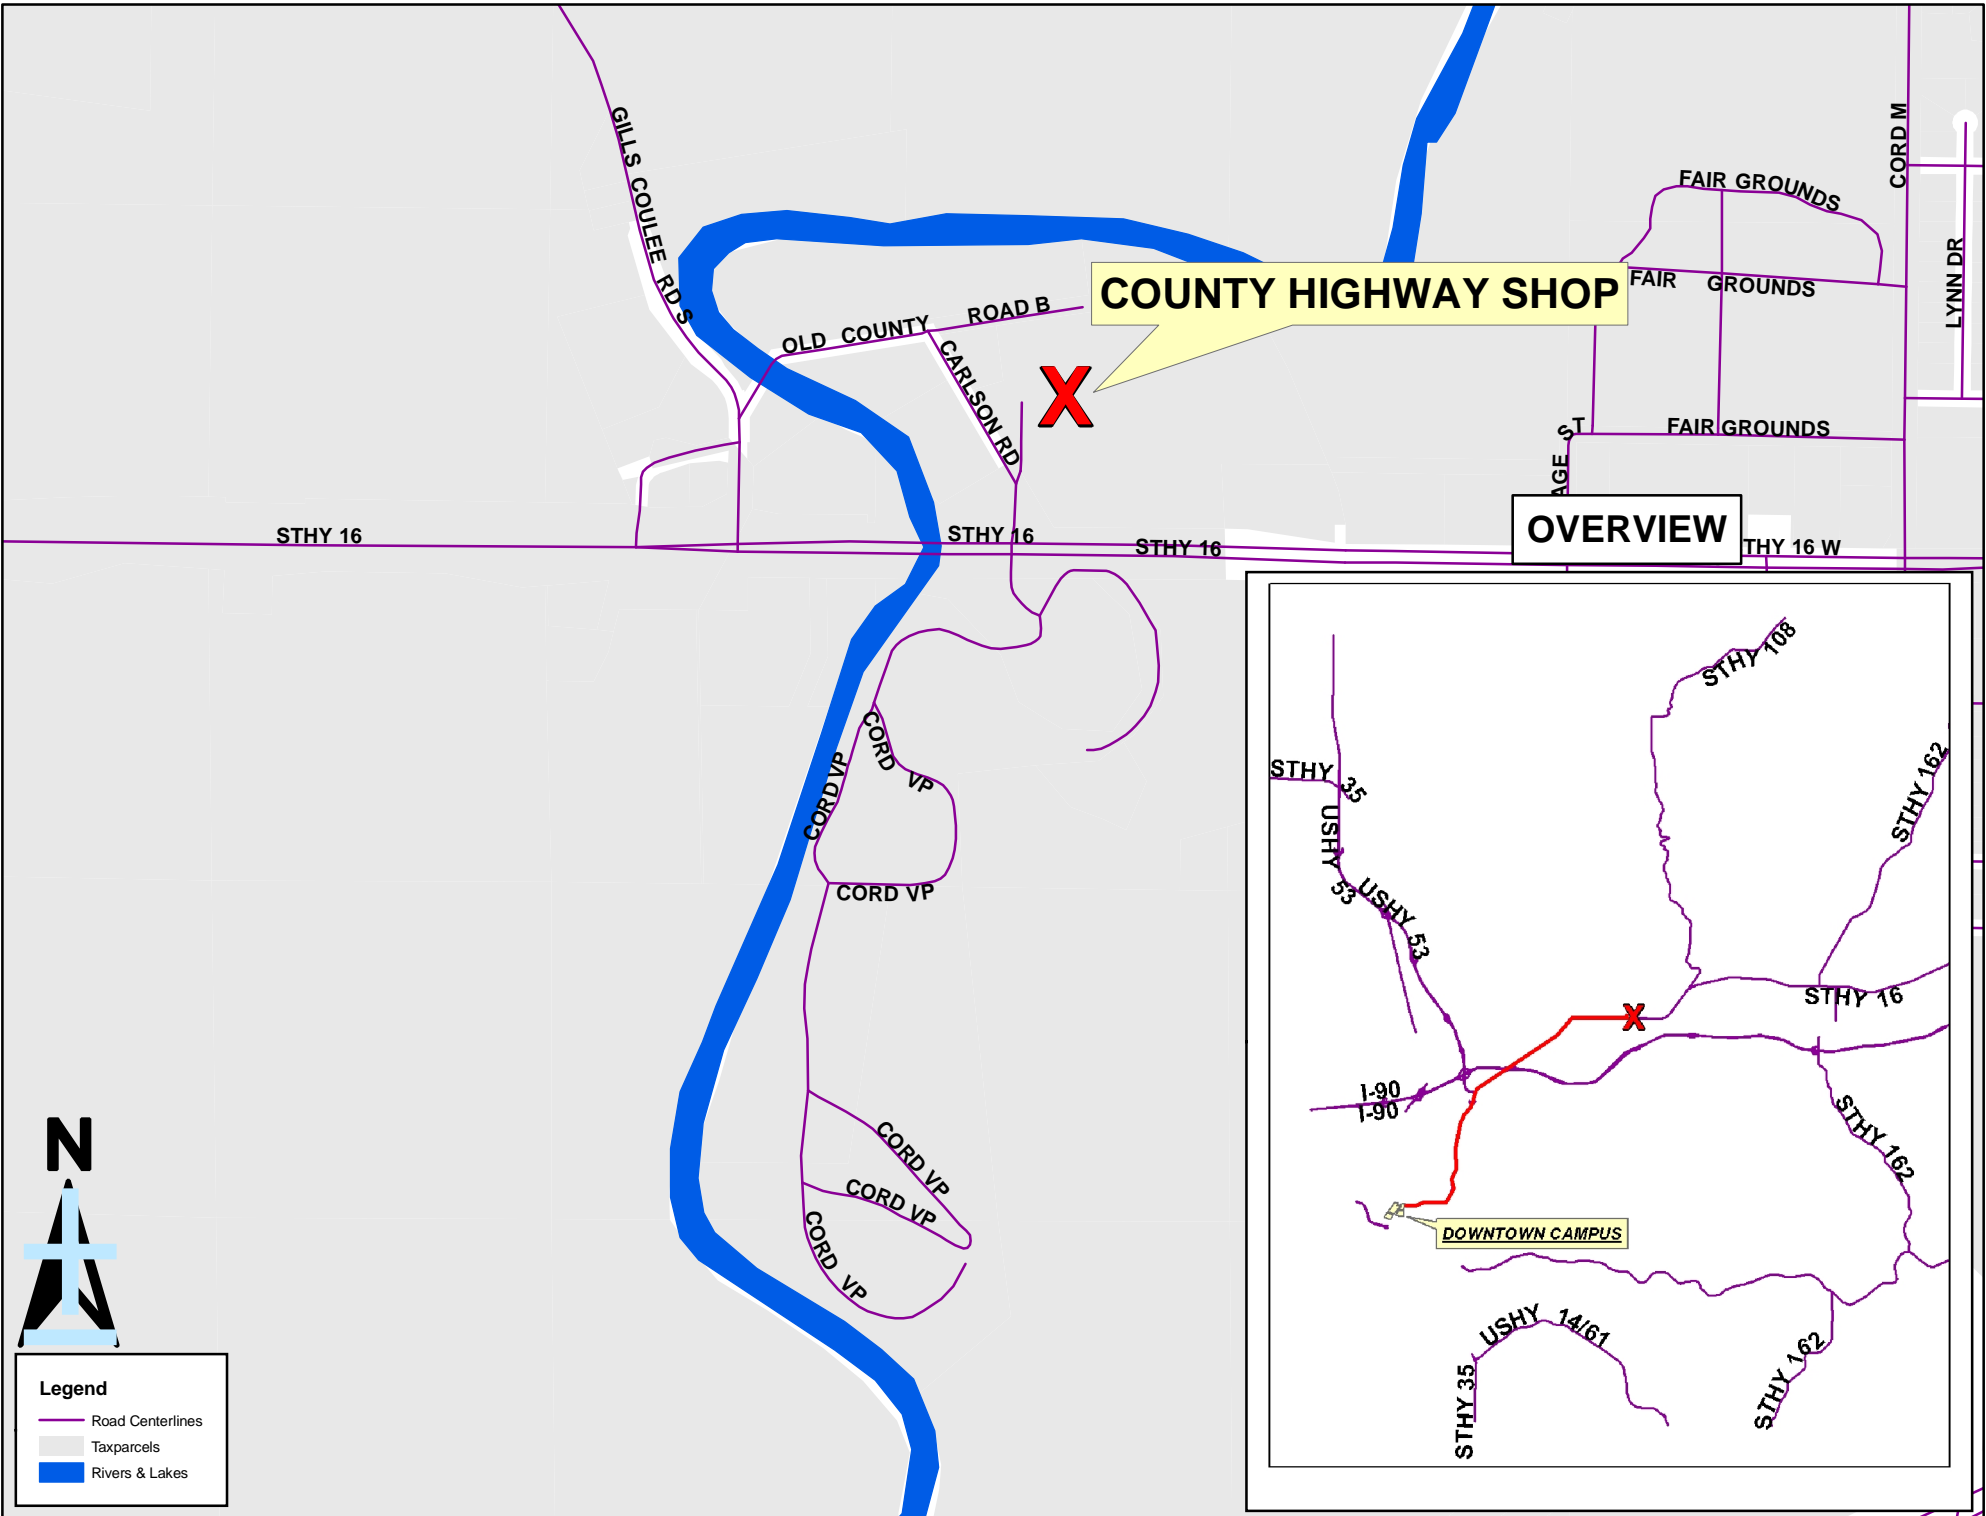 GILLS COULEE RD S
CORD M
FAIR GROUNDS
LYNN DR
FAIR GROUNDS
COUNTY HIGHWAY SHOP
OLD COUNTY ROAD B
CARLSON RD
X
FAIR GROUNDS
AGE ST
STHY 16
STHY 16
STHY 16
OVERVIEW
THY 16 W
CORD VP
CORD VP
CORD VP
CORD VP
CORD VP
CORD VP
N
Legend
Road Centerlines
Taxparcels
Rivers & Lakes
STHY 108
STHY 35
STHY 162
USHY 53
USHY 53
STHY 16
X
I-90
I-90
STHY 162
DOWNTOWN CAMPUS
USHY 14/61
STHY 35
STHY 162